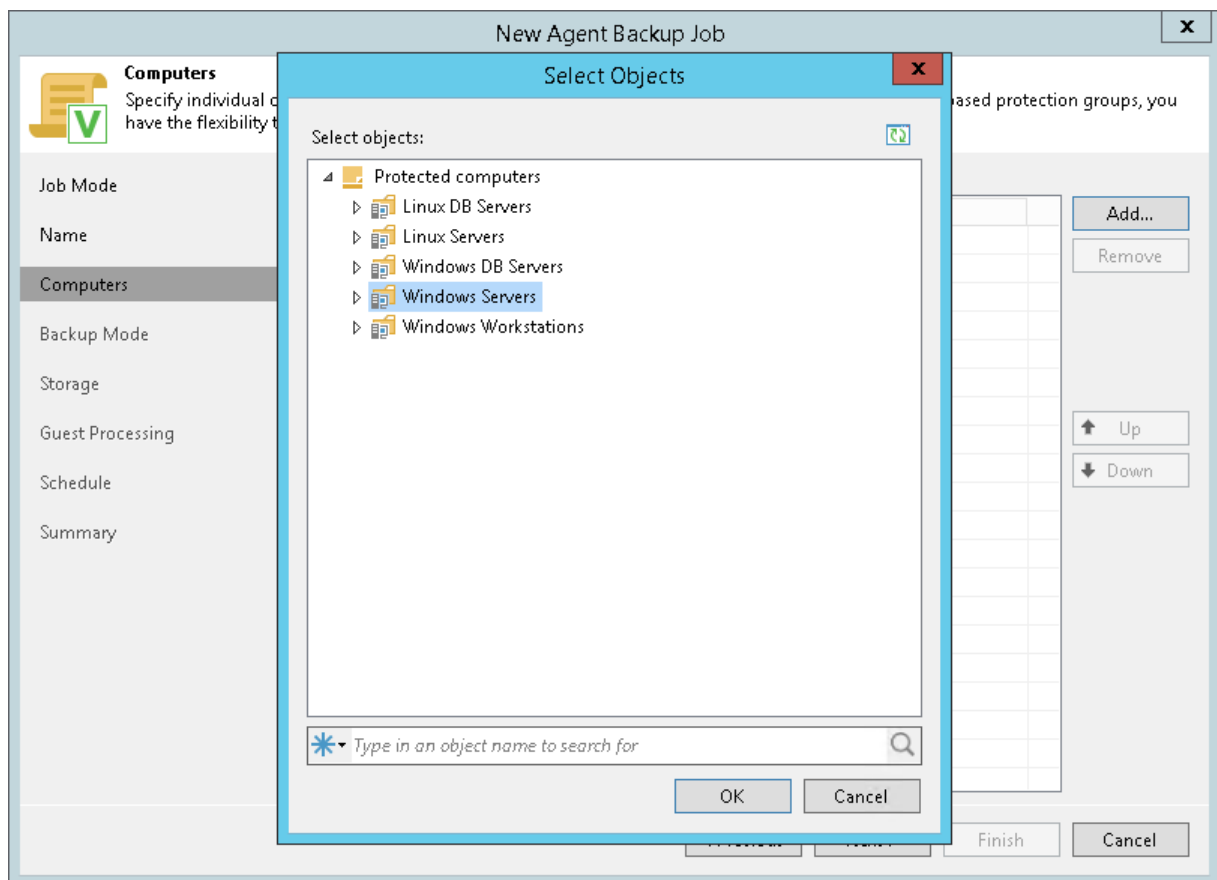 New Agent Backup Job
X
Computers
Specify individual
ased protection groups, you
have the flexibility
V
Select Objects
x
Select objects:
Protected computers
Linux DB Servers
Linux Servers
Windows DB Servers
Windows Servers
Windows Workstations
Type in an object name to search for
OK
Cancel
Job Mode
Name
Computers
Backup Mode
Storage
Guest Processing
Schedule
Summary
Add...
Remove
Up
Down
Finish
Cancel